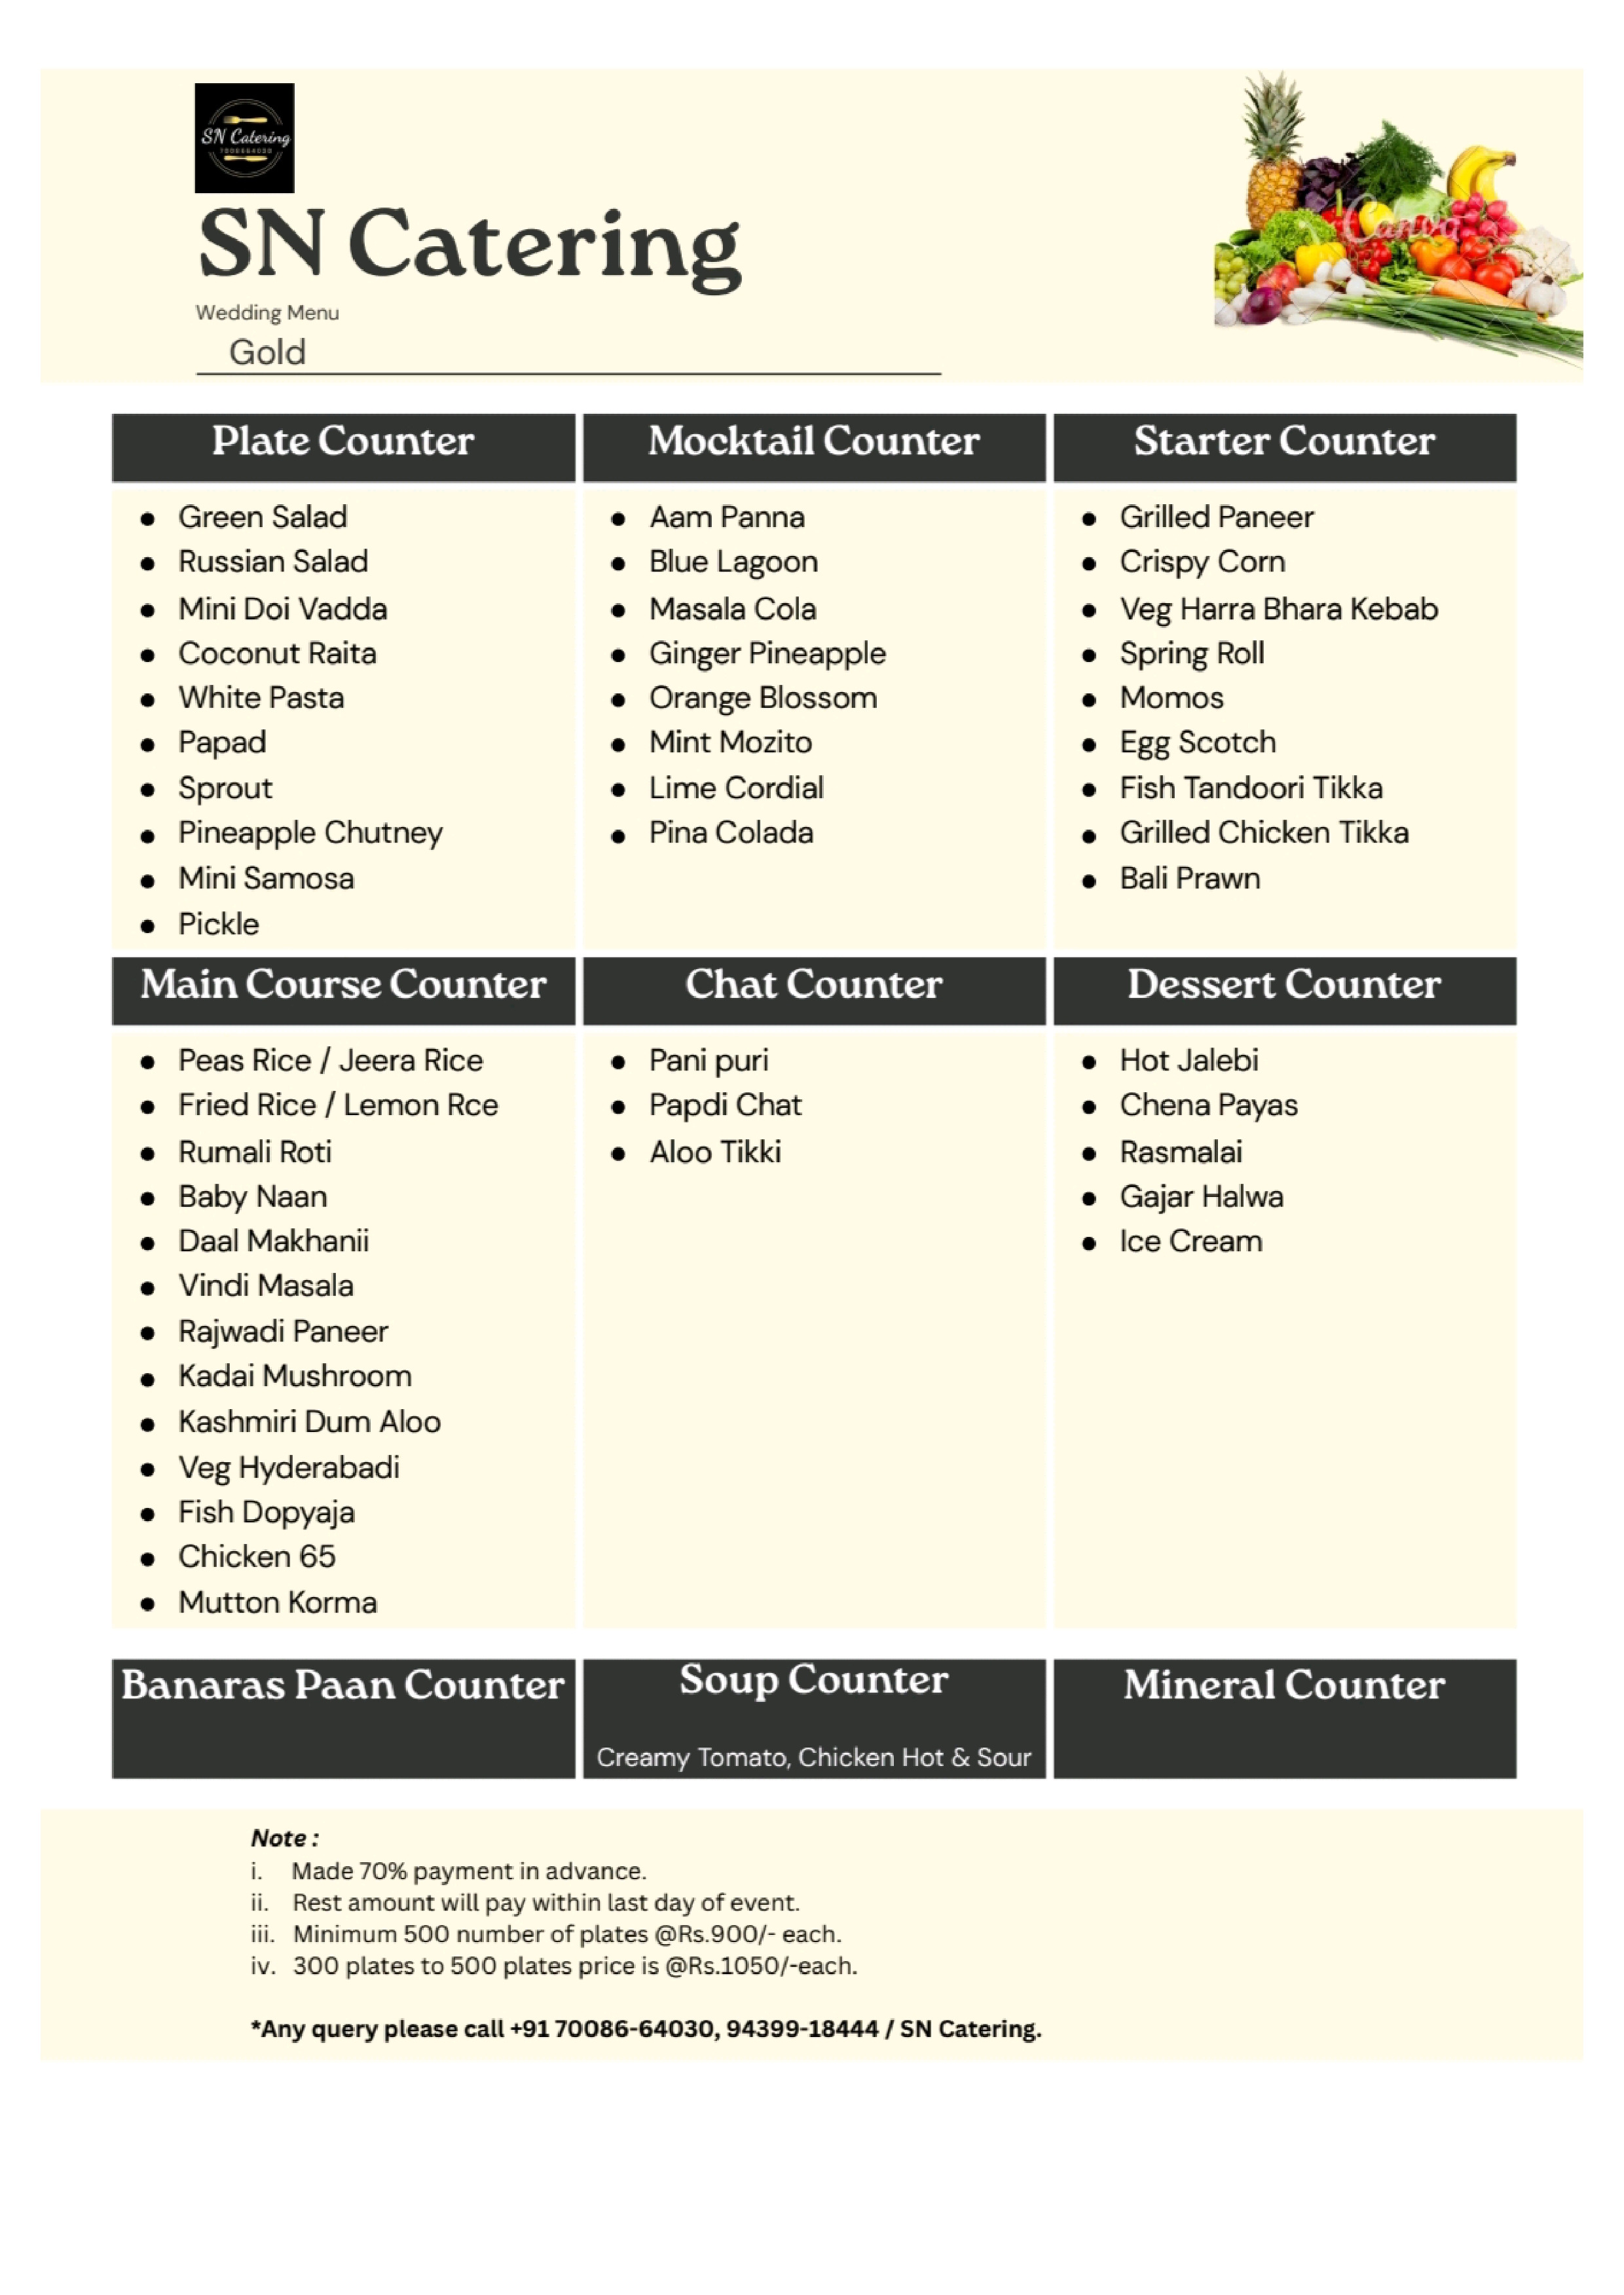 SN Catering
7008664030
SN Catering
Wedding Menu
Gold
Canva
Plate Counter
Green Salad
Russian Salad
Mini Doi Vadda
Coconut Raita
White Pasta
Papad
Sprout
Pineapple Chutney
Mini Samosa
Pickle
Mocktail Counter
Aam Panna
Blue Lagoon
Masala Cola
Ginger Pineapple
Orange Blossom
Mint Mozito
Lime Cordial
Pina Colada
Starter Counter
Grilled Paneer
Crispy Corn
Veg Harra Bhara Kebab
Spring Roll
Momos
Egg Scotch
Fish Tandoori Tikka
Grilled Chicken Tikka
Bali Prawn
Main Course Counter
Peas Rice / Jeera Rice
Fried Rice / Lemon Rce
Rumali Roti
Baby Naan
Daal Makhanii
Vindi Masala
Rajwadi Paneer
Kadai Mushroom
Kashmiri Dum Aloo
Veg Hyderabadi
Fish Dopyaja
Chicken 65
Mutton Korma
Chat Counter
Pani puri
Papdi Chat
Aloo Tikki
Dessert Counter
Hot Jalebi
Chena Payas
Rasmalai
Gajar Halwa
Ice Cream
Banaras Paan Counter
Soup Counter
Creamy Tomato, Chicken Hot & Sour
Mineral Counter
Note :
i. Made 70% payment in advance.
ii. Rest amount will pay within last day of event.
iii. Minimum 500 number of plates @Rs.900/- each.
iv. 300 plates to 500 plates price is @Rs.1050/-each.
*Any query please call +91 70086-64030, 94399-18444 / SN Catering.